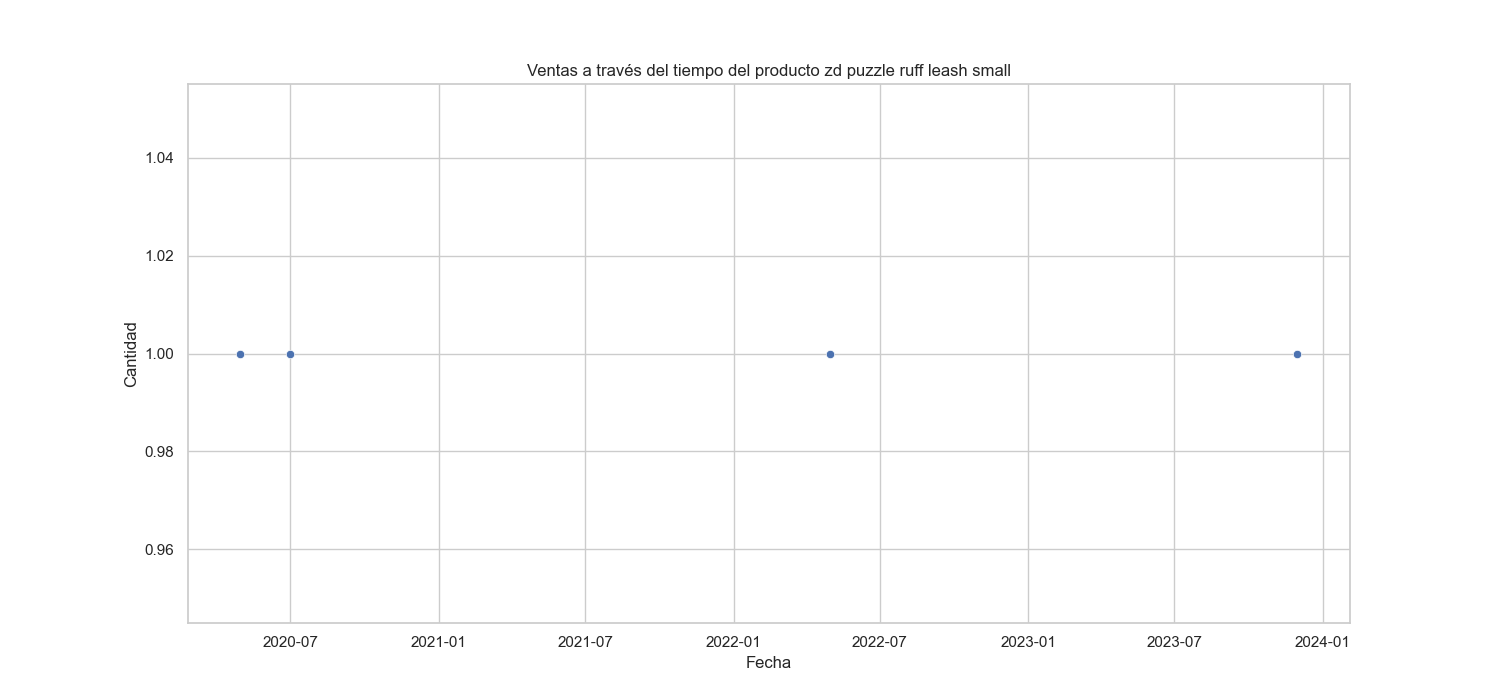 Ventas a través del tiempo del producto zd puzzle ruff leash small
1.04
1.02
1.00
0.98
0.96
Cantidad
2020-07 2021-01 2021-07 2022-01 2022-07 2023-01 2023-07 2024-01
Fecha